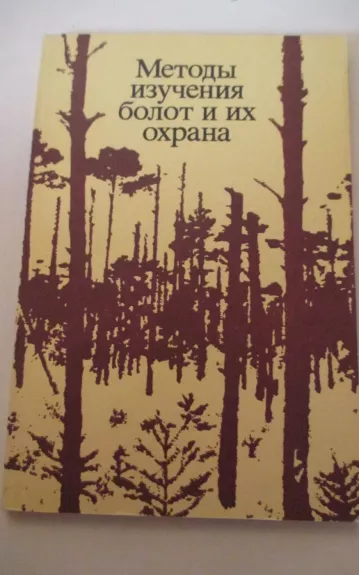 Методы
изучения
болот и их
охрана